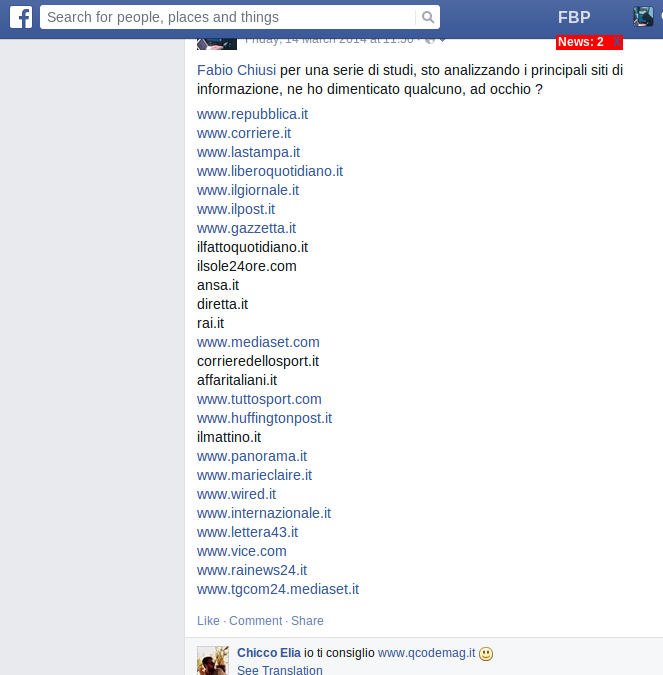 Search for people, places and things
FBP
News: 2
Friday, 14 March 2014 at 11:50
Fabio Chiusi per una serie di studi, sto analizzando i principali siti di
informazione, ne ho dimenticato qualcuno, ad occhio ?
www.repubblica.it
www.corriere.it
www.lastampa.it
www.liberoquotidiano.it
www.ilgiornale.it
www.ilpost.it
www.gazzetta.it
ilfattoquotidiano.it
ilsole24ore.com
ansa.it
diretta.it
rai.it
www.mediaset.com
corrieredellosport.it
affaritaliani.it
www.tuttosport.com
www.huffingtonpost.it
ilmattino.it
www.panorama.it
www.marieclaire.it
www.wired.it
www.internazionale.it
www.lettera43.it
www.vice.com
www.rainews24.it
www.tgcom24.mediaset.it
Like · Comment · Share
Chicco Elia io ti consiglio www.qcodemag.it
See Translation